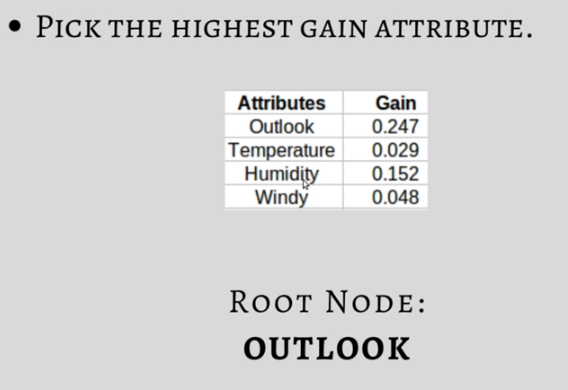 • Pick the highest gain attribute.
Attributes Gain
Outlook 0.247
Temperature 0.029
Humidity 0.152
Windy 0.048
Root Node:
OUTLOOK